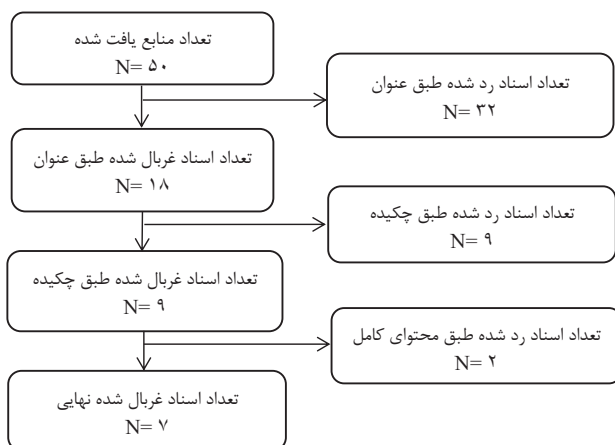 تعداد منابع یافت شده
N= ۵۰
تعداد اسناد رد شده طبق عنوان
N= ۳۲
تعداد اسناد غربال شده طبق عنوان
N= ۱۸
تعداد اسناد رد شده طبق چکیده
N= ۹
تعداد اسناد غربال شده طبق چکیده
N= ۹
تعداد اسناد رد شده طبق محتوای کامل
N= ۲
تعداد اسناد غربال شده نهایی
N= ۷